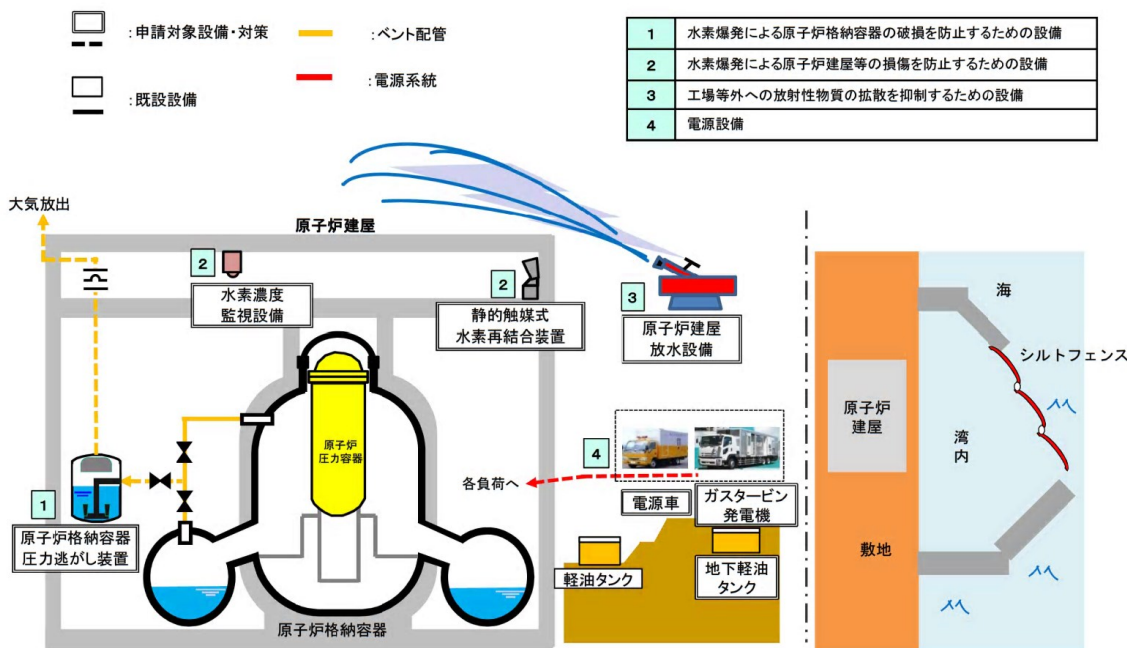 :申請対象設備・対策
:ベント配管
:既設設備
:電源系統
1 水素爆発による原子炉格納容器の破損を防止するための設備
2 水素爆発による原子炉建屋等の損傷を防止するための設備
3 工場等外への放射性物質の拡散を抑制するための設備
4 電源設備
大気放出
原子炉建屋
2
水素濃度
監視設備
2
静的触媒式
水素再結合装置
3
原子炉建屋
放水設備
原子炉
圧力容器
1
原子炉格納容器
圧力逃がし装置
原子炉格納容器
4
各負荷へ
電源車
ガスタービン
発電機
軽油タンク
地下軽油
タンク
海
シルトフェンス
原子炉
建屋
湾
内
敷地